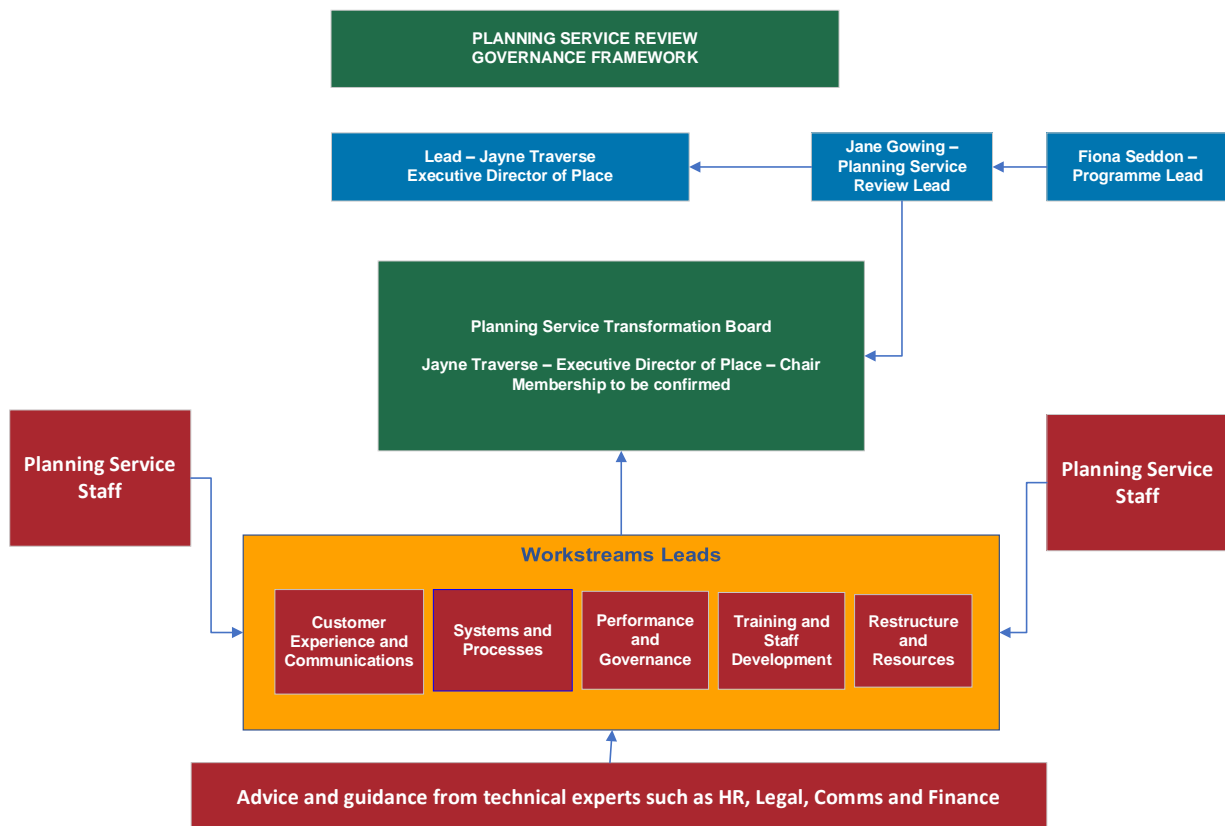 PLANNING SERVICE REVIEW
GOVERNANCE FRAMEWORK
Lead – Jayne Traverse
Executive Director of Place
Jane Gowing –
Planning Service
Review Lead
Fiona Seddon –
Programme Lead
Planning Service Transformation Board
Jayne Traverse – Executive Director of Place – Chair
Membership to be confirmed
Planning Service
Staff
Planning Service
Staff
Workstreams Leads
Customer
Experience and
Communications
Systems and
Processes
Performance
and
Governance
Training and
Staff
Development
Restructure
and
Resources
Advice and guidance from technical experts such as HR, Legal, Comms and Finance